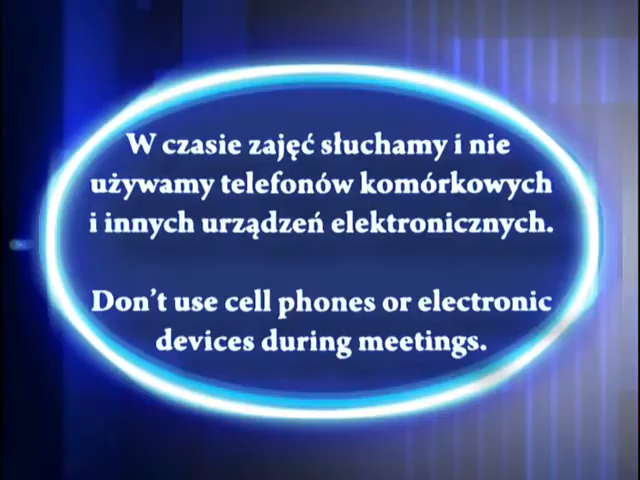 W czasie zajęć słuchamy i nie
używamy telefonów komórkowych
i innych urządzeń elektronicznych.
Don't use cell phones or electronic
devices during meetings.